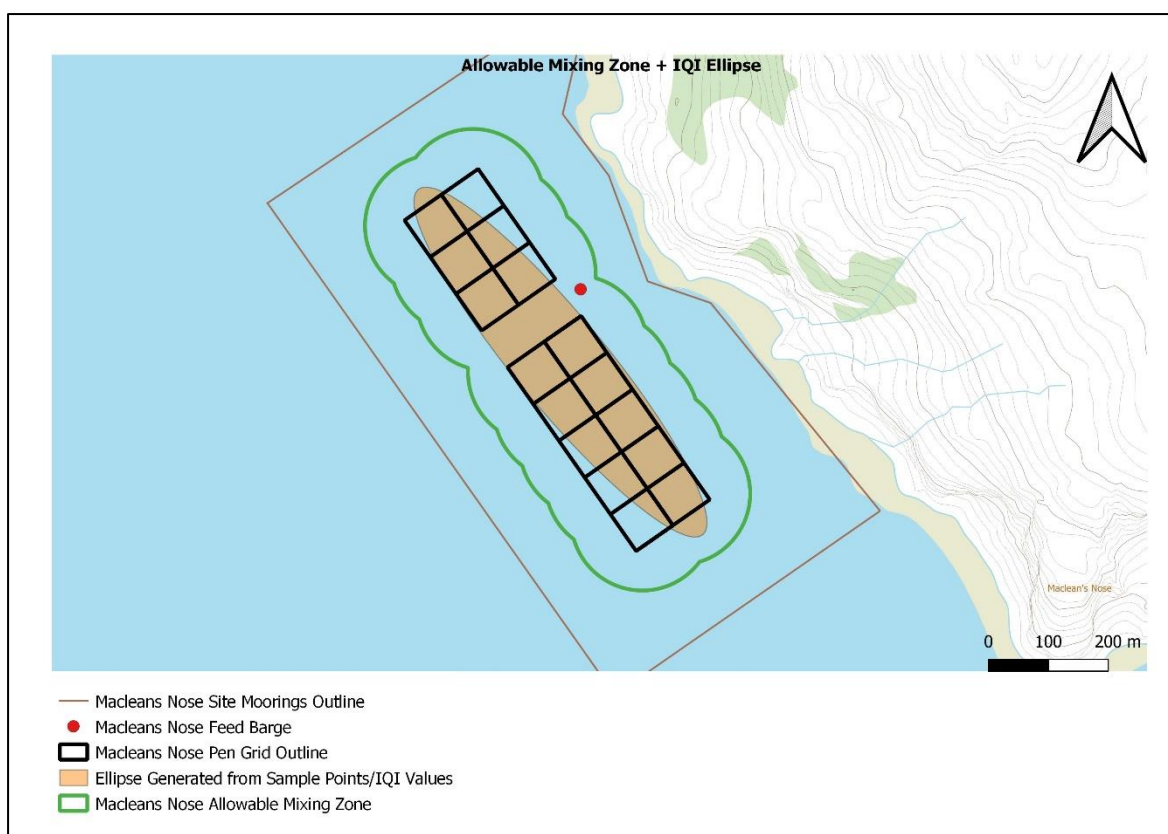 Allowable Mixing Zone + IQI Ellipse
Maclean's Nose
0 100 200 m
Macleans Nose Site Moorings Outline
Macleans Nose Feed Barge
Macleans Nose Pen Grid Outline
Ellipse Generated from Sample Points/IQI Values
Macleans Nose Allowable Mixing Zone